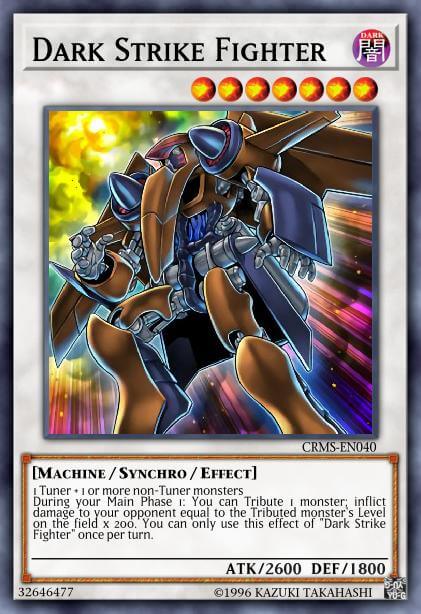 DARK STRIKE FIGHTER
DARK
闇
CRMS-EN040
[MACHINE / SYNCHRO / EFFECT]
1 Tuner + 1 or more non-Tuner monsters
During your Main Phase 1: You can Tribute 1 monster; inflict
damage to your opponent equal to the Tributed monster's Level
on the field x 200. You can only use this effect of "Dark Strike
Fighter" once per turn.
ATK/2600 DEF/1800
32646477
©1996 KAZUKI TAKAHASHI